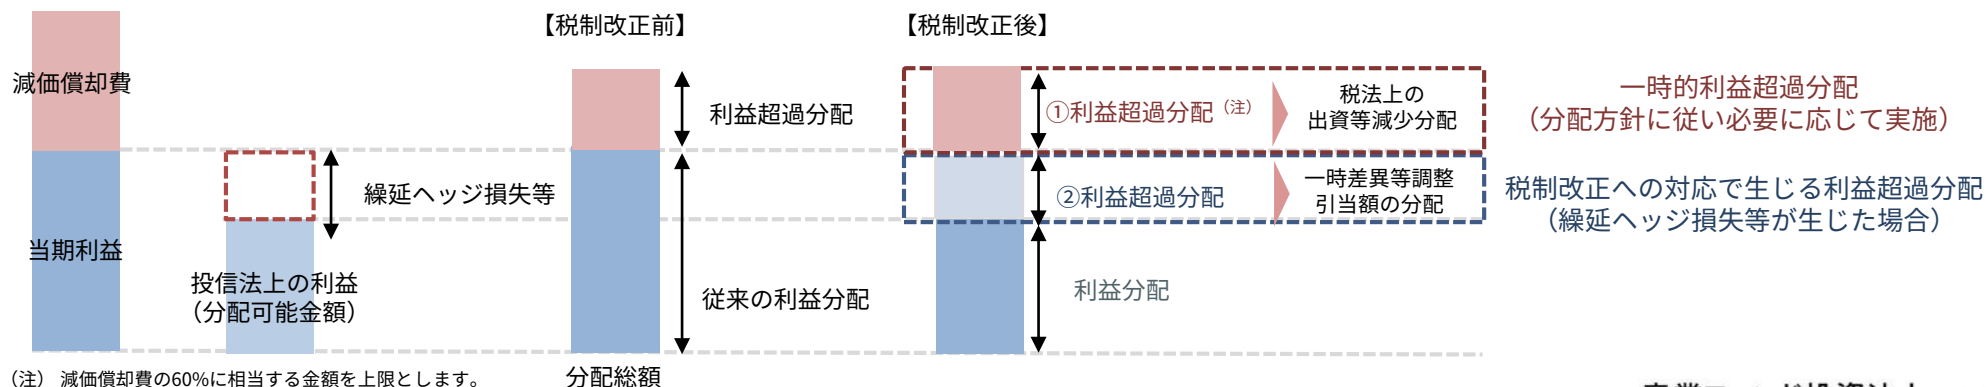 【税制改正前】
【税制改正後】
減価償却費
当期利益
投信法上の利益
（分配可能金額）
繰延ヘッジ損失等
利益超過分配
従来の利益分配
分配総額
①利益超過分配（注）
税法上の
出資等減少分配
②利益超過分配
一時差異等調整
引当額の分配
利益分配
一時的利益超過分配
（分配方針に従い必要に応じて実施）
税制改正への対応で生じる利益超過分配
（繰延ヘッジ損失等が生じた場合）
（注） 減価償却費の60%に相当する金額を上限とします。